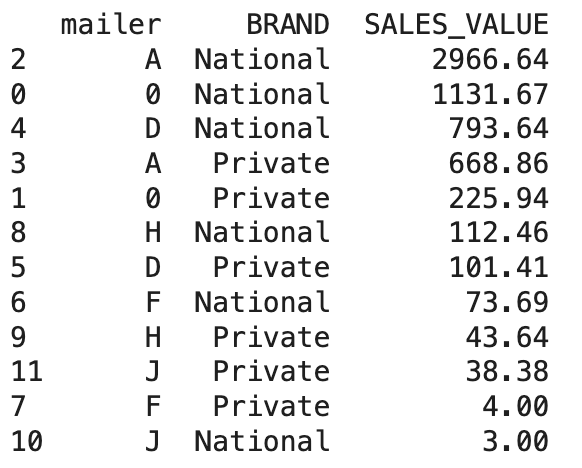 mailer BRAND SALES_VALUE
2 A National 2966.64
0 0 National 1131.67
4 D National 793.64
3 A Private 668.86
1 0 Private 225.94
8 H National 112.46
5 D Private 101.41
6 F National 73.69
9 H Private 43.64
11 J Private 38.38
7 F Private 4.00
10 J National 3.00